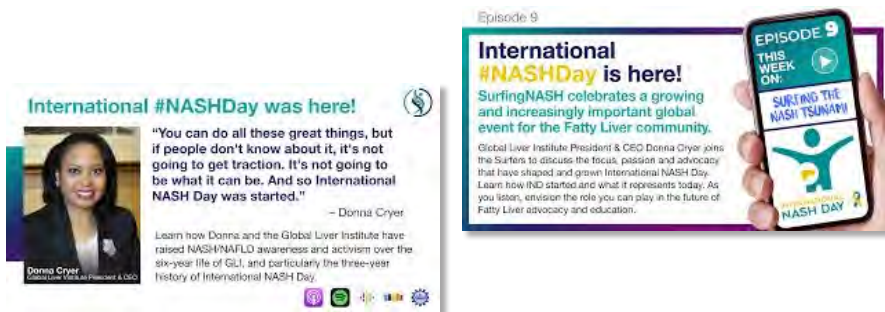 International #NASHDay was here!
"You can do all these great things, but
if people don't know about it, it's not
going to get traction. It's not going to
be what it can be. And so International
NASH Day was started."
– Donna Cryer
Learn how Donna and the Global Liver Institute have
raised NASH/NAFLD awareness and activism over the
six-year life of GLI, and particularly the three-year
history of International NASH Day.
Donna Cryer
Global Liver Institute President & CEO
Episode 9
International
#NASHDay is here!
SurfingNASH celebrates a growing
and increasingly important global
event for the Fatty Liver community.
Global Liver Institute President & CEO Donna Cryer joins
the Surfers to discuss the focus, passion and advocacy
that have shaped and grown International NASH Day.
Learn how IND started and what it represents today. As
you listen, envision the role you can play in the future of
Fatty Liver advocacy and education.
EPISODE 9
THIS
WEEK
ON:
SURFING THE
NASH TSUNAMI
INTERNATIONAL
NASH DAY